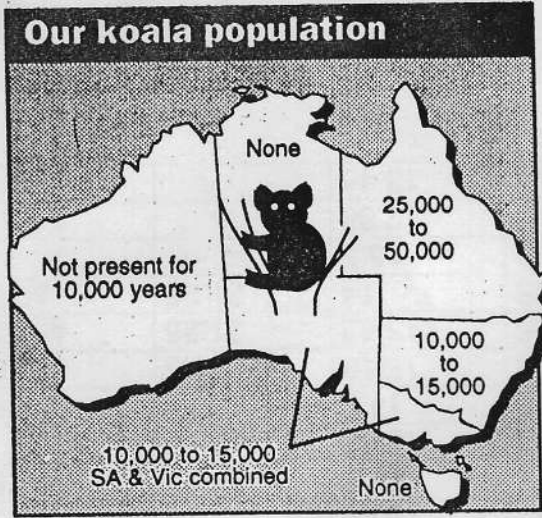 Our koala population
None
25,000
to
50,000
Not present for
10,000 years
10,000
to
15,000
10,000 to 15,000
SA & Vic combined
None